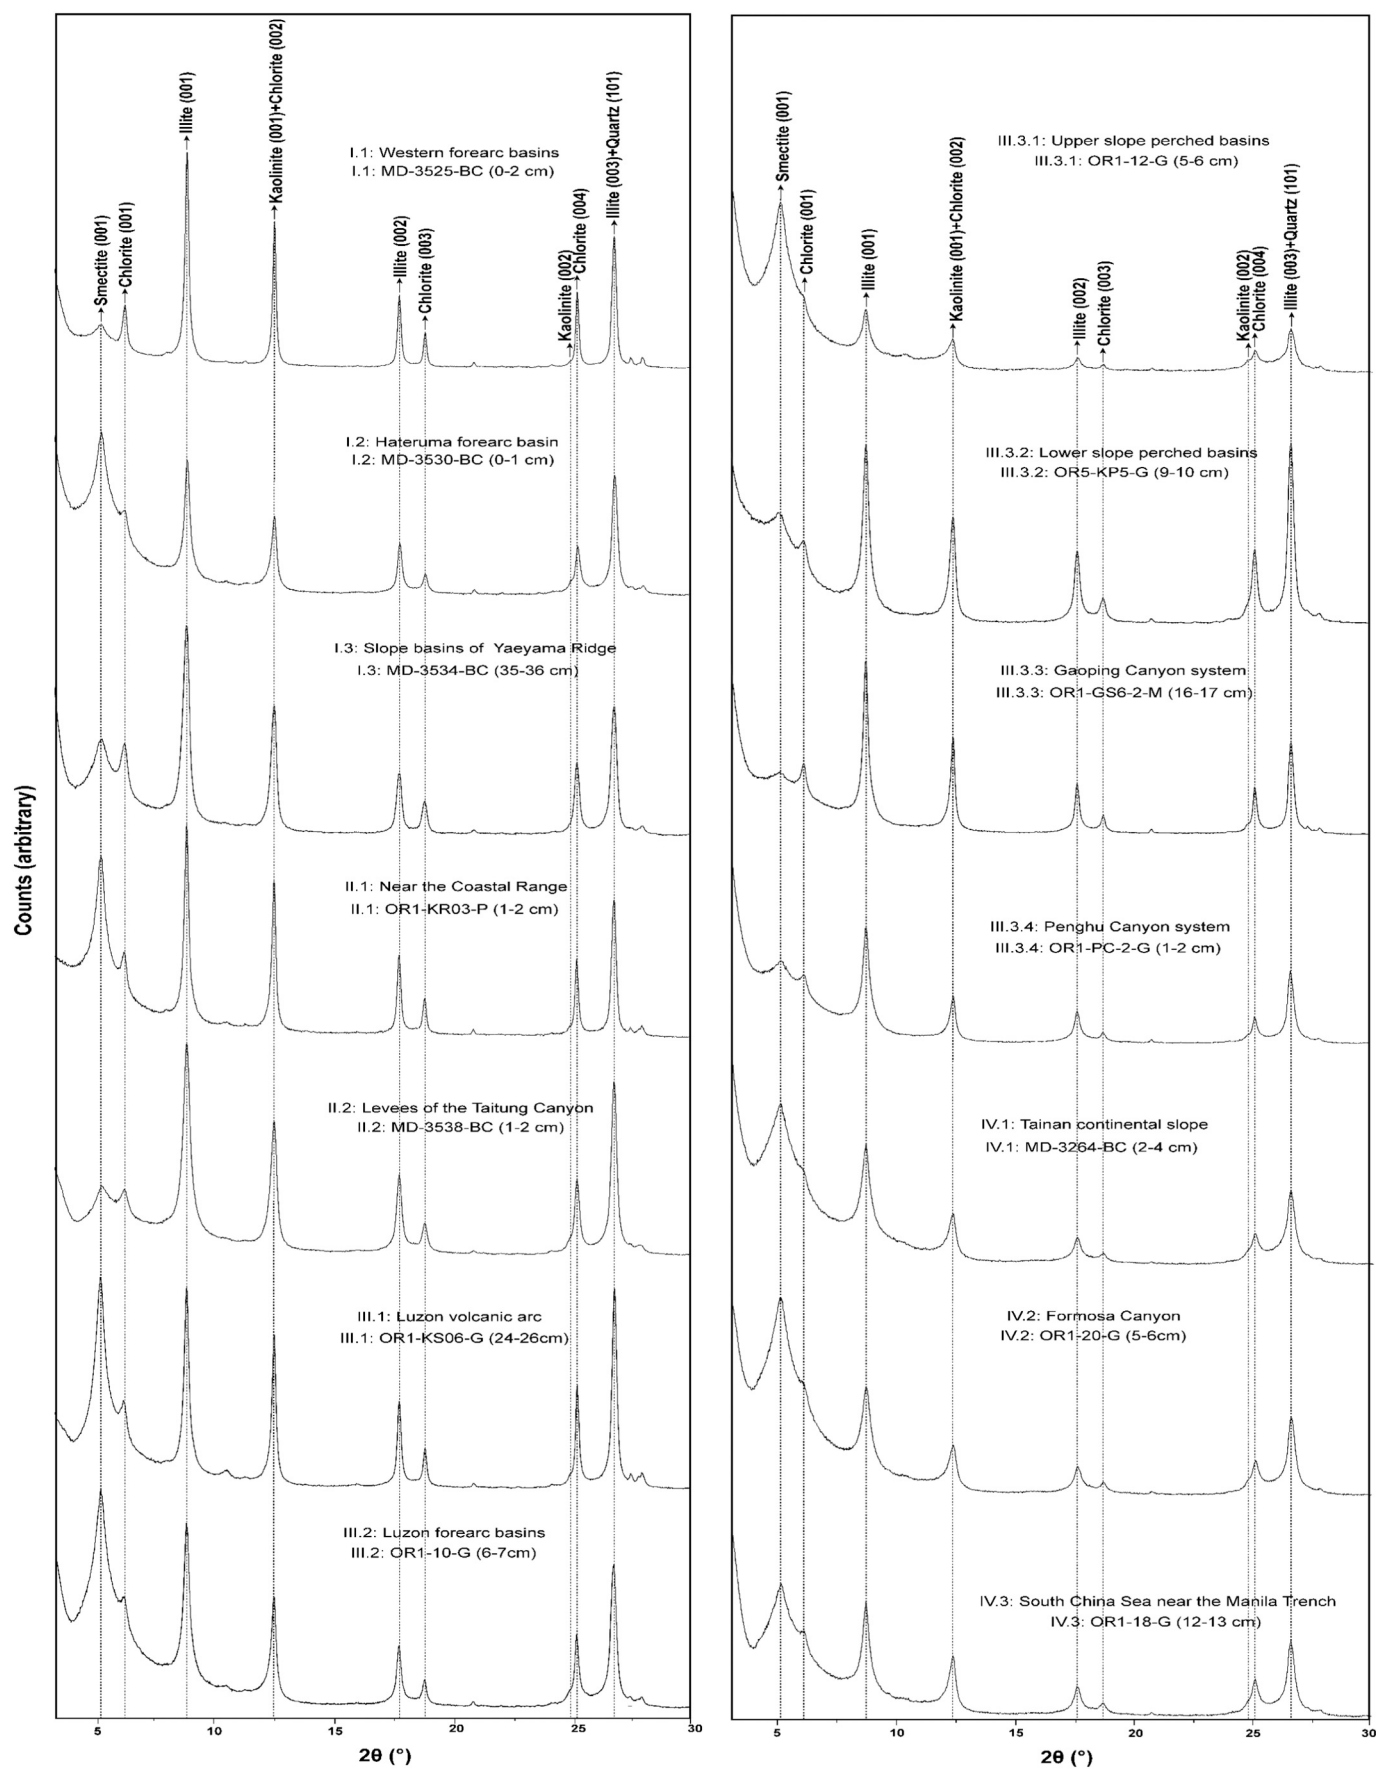 Counts (arbitrary)
Smectite (001)
Chlorite (001)
Illite (001)
Kaolinite (001)+Chlorite (002)
Illite (002)
Chlorite (003)
Kaolinite (002)
Chlorite (004)
Illite (003)+Quartz (101)
I.1: Western forearc basins
I.1: MD-3525-BC (0-2 cm)
I.2: Hateruma forearc basin
I.2: MD-3530-BC (0-1 cm)
I.3: Slope basins of Yaeyama Ridge
I.3: MD-3534-BC (35-36 cm)
II.1: Near the Coastal Range
II.1: OR1-KR03-P (1-2 cm)
II.2: Levees of the Taitung Canyon
II.2: MD-3538-BC (1-2 cm)
III.1: Luzon volcanic arc
III.1: OR1-KS06-G (24-26cm)
III.2: Luzon forearc basins
III.2: OR1-10-G (6-7cm)
5 10 15 20 25 30
2θ (°)
Smectite (001)
Chlorite (001)
Illite (001)
Kaolinite (001)+Chlorite (002)
Illite (002)
Chlorite (003)
Kaolinite (002)
Chlorite (004)
Illite (003)+Quartz (101)
III.3.1: Upper slope perched basins
III.3.1: OR1-12-G (5-6 cm)
III.3.2: Lower slope perched basins
III.3.2: OR5-KP5-G (9-10 cm)
III.3.3: Gaoping Canyon system
III.3.3: OR1-GS6-2-M (16-17 cm)
III.3.4: Penghu Canyon system
III.3.4: OR1-PC-2-G (1-2 cm)
IV.1: Tainan continental slope
IV.1: MD-3264-BC (2-4 cm)
IV.2: Formosa Canyon
IV.2: OR1-20-G (5-6cm)
IV.3: South China Sea near the Manila Trench
IV.3: OR1-18-G (12-13 cm)
5 10 15 20 25 30
2θ (°)